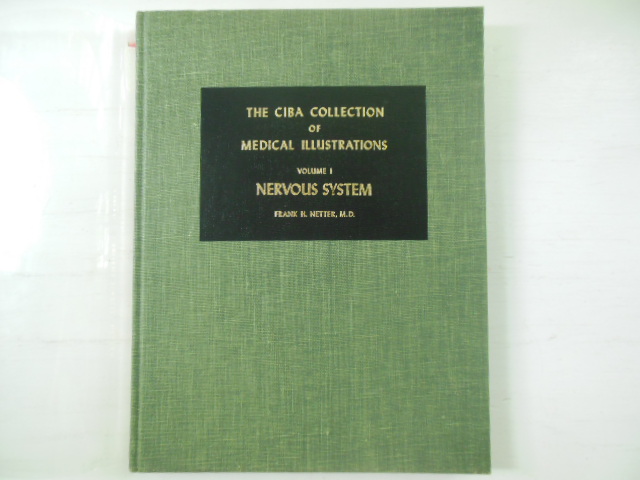 THE CIBA COLLECTION
OF
MEDICAL ILLUSTRATIONS
VOLUME I
NERVOUS SYSTEM
FRANK H. NETTER, M.D.